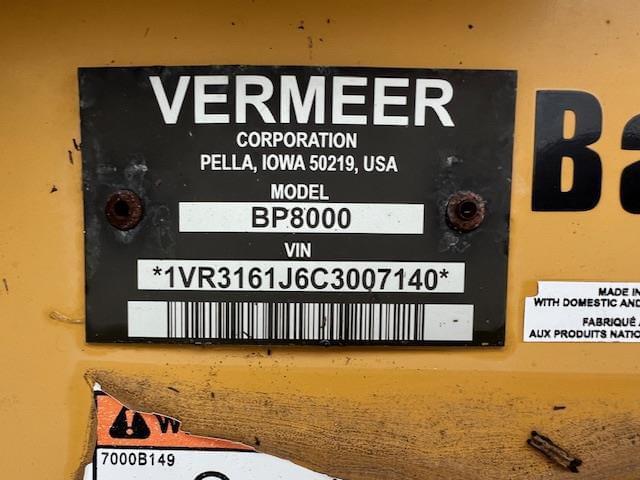 VERMEER
CORPORATION
PELLA, IOWA 50219, USA
MODEL
BP8000
VIN
*1VR3161J6C3007140*
Ba
MADE IN
WITH DOMESTIC AND
FABRIQUÉ A
AUX PRODUITS NATIO
W
7000B149